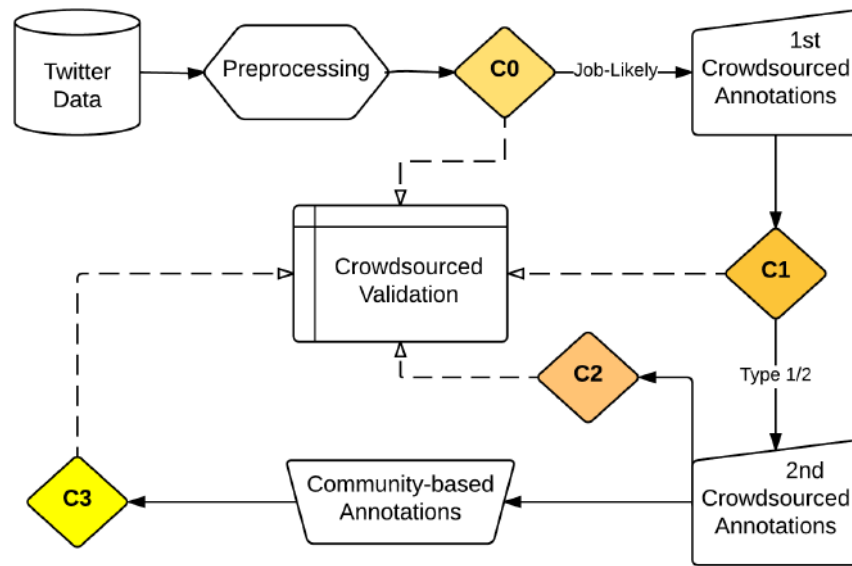 Twitter
Data
Preprocessing
C0
Job-Likely
1st
Crowdsourced
Annotations
Crowdsourced
Validation
C1
C2
Type 1/2
C3
Community-based
Annotations
2nd
Crowdsourced
Annotations